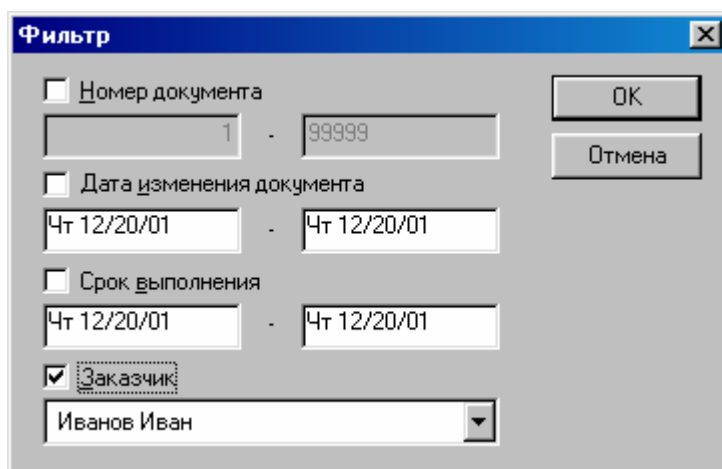 Фильтр
Номер документа
1 - 99999
Дата изменения документа
Чт 12/20/01 - Чт 12/20/01
Срок выполнения
Чт 12/20/01 - Чт 12/20/01
Заказчик
Иванов Иван
OK
Отмена